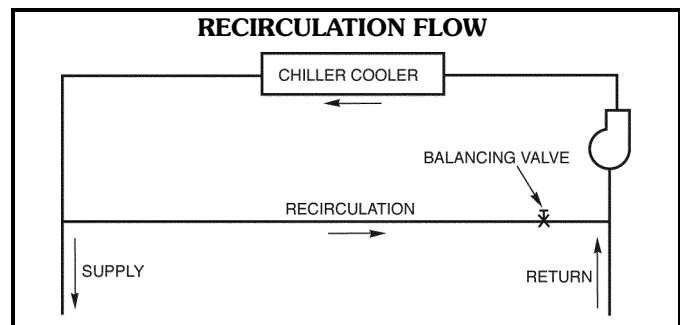 RECIRCULATION FLOW
CHILLER COOLER
BALANCING VALVE
RECIRCULATION
SUPPLY
RETURN